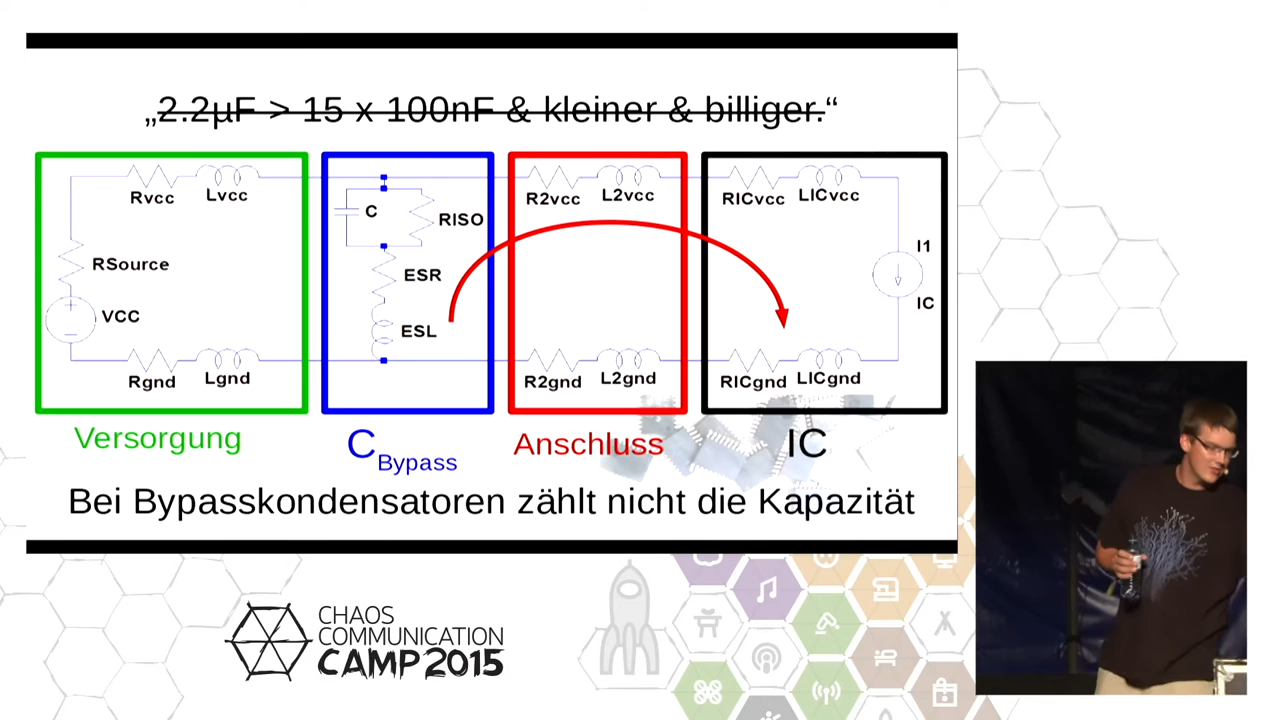 „2.2µF > 15 x 100nF & kleiner & billiger.“
Rvcc
Lvcc
RSource
VCC
Rgnd
Lgnd
C
RISO
ESR
ESL
R2vcc
L2vcc
R2gnd
L2gnd
RICvcc
LICvcc
I1
IC
RICgnd
LICgnd
Versorgung
CBypass
Anschluss
IC
Bei Bypasskondensatoren zählt nicht die Kapazität
CHAOS
COMMUNICATION
CAMP 2015